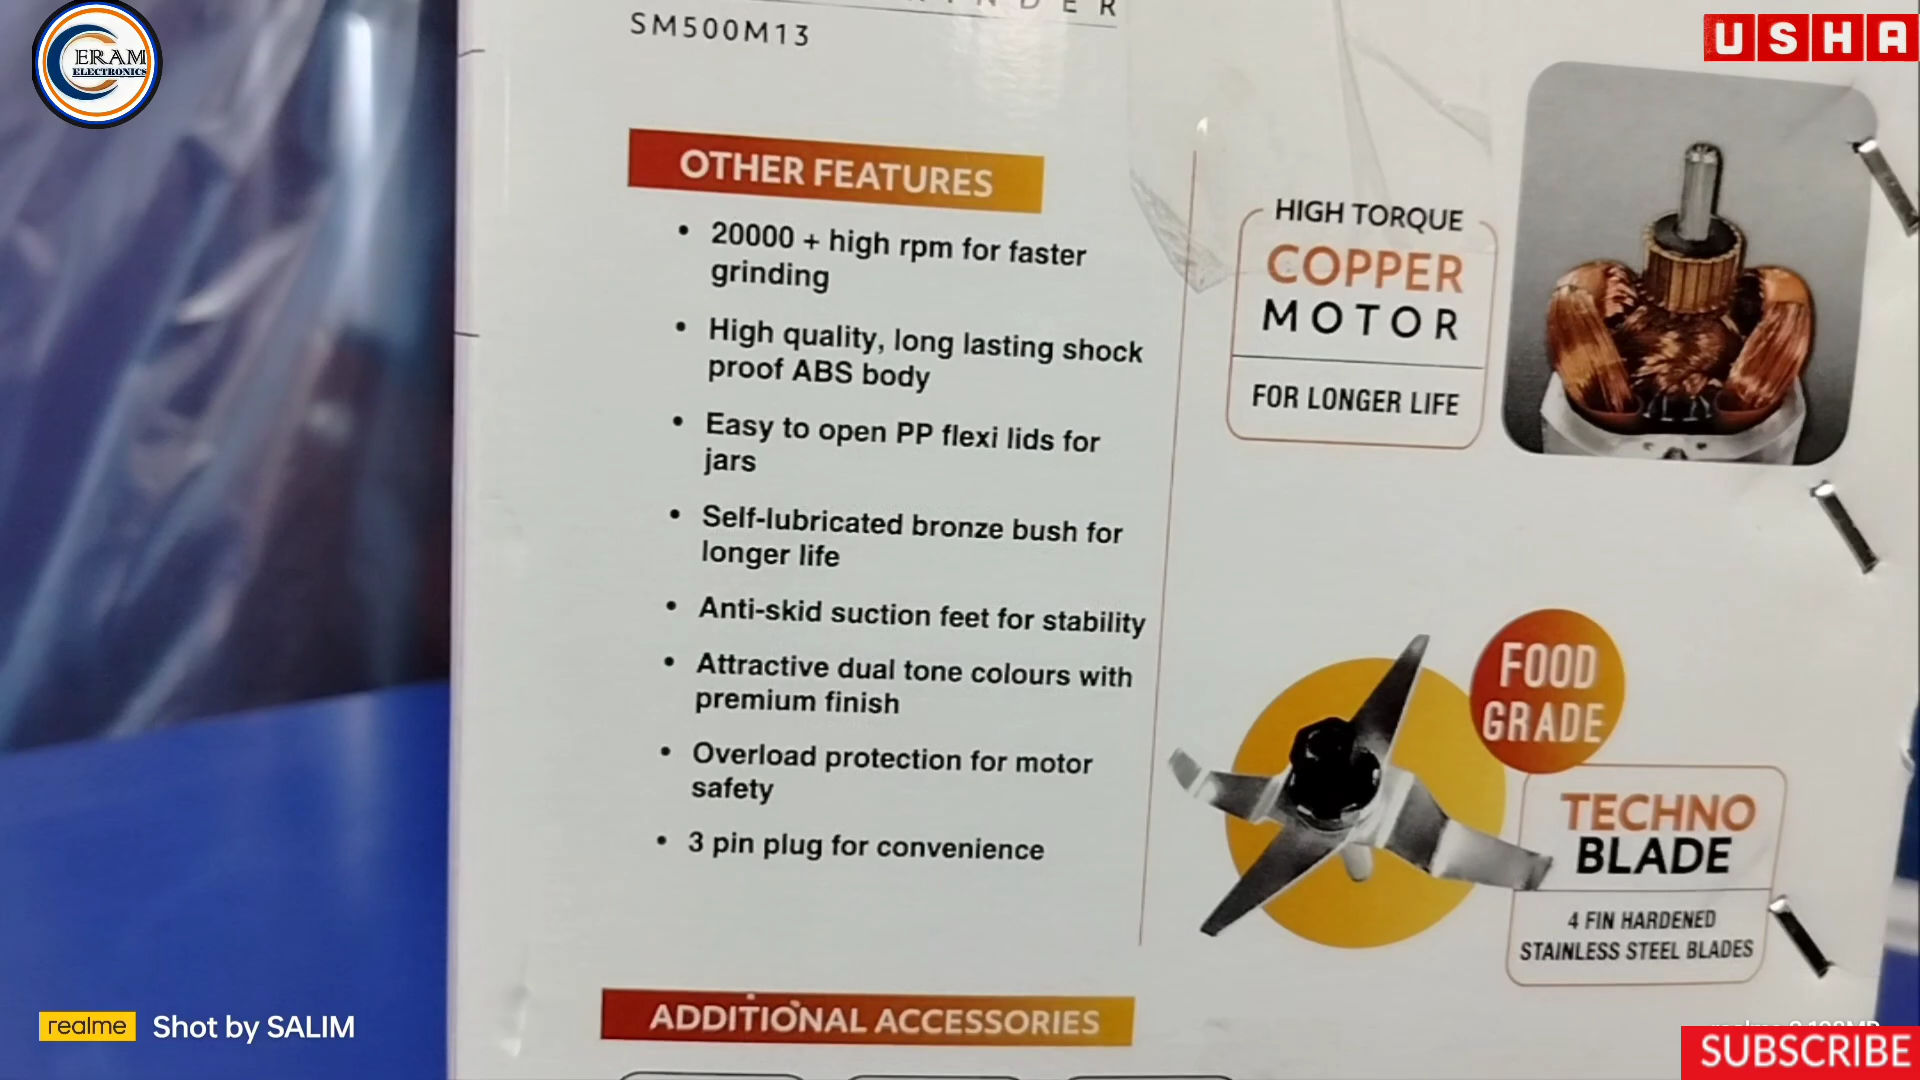 ERAM
ELECTRONICS
USHA
SM500M13
OTHER FEATURES
• 20000 + high rpm for faster
grinding
• High quality, long lasting shock
proof ABS body
• Easy to open PP flexi lids for
jars
• Self-lubricated bronze bush for
longer life
• Anti-skid suction feet for stability
• Attractive dual tone colours with
premium finish
• Overload protection for motor
safety
• 3 pin plug for convenience
HIGH TORQUE
COPPER
MOTOR
FOR LONGER LIFE
FOOD
GRADE
TECHNO
BLADE
4 FIN HARDENED
STAINLESS STEEL BLADES
ADDITIONAL ACCESSORIES
realme Shot by SALIM
SUBSCRIBE